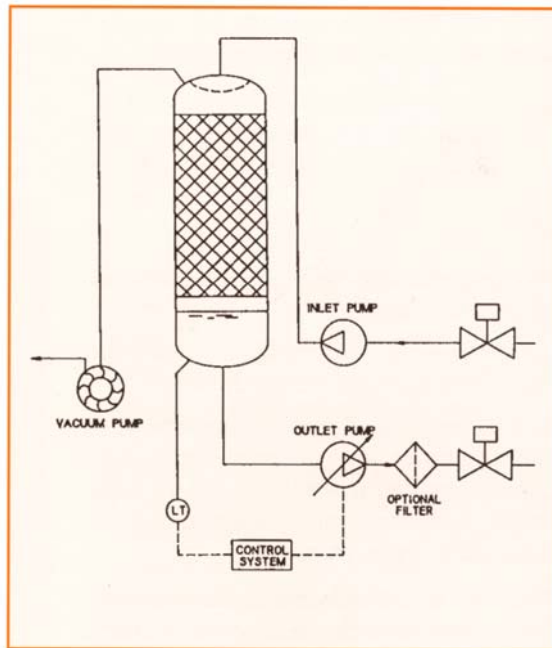 INLET PUMP
VACUUM PUMP
OUTLET PUMP
OPTIONAL
FILTER
LT
CONTROL
SYSTEM